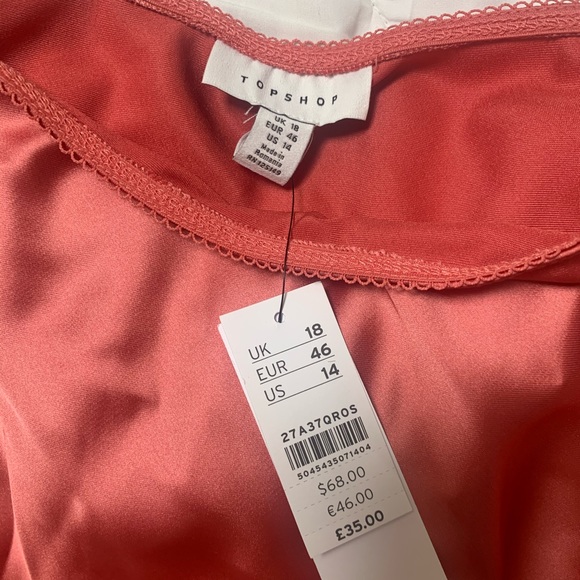 TOPSHOP
UK 18
EUR 46
US 14
Made in
Romania
RN125149
UK 18
EUR 46
US 14
27A37QROS
5045435071404
$68.00
€46.00
£35.00